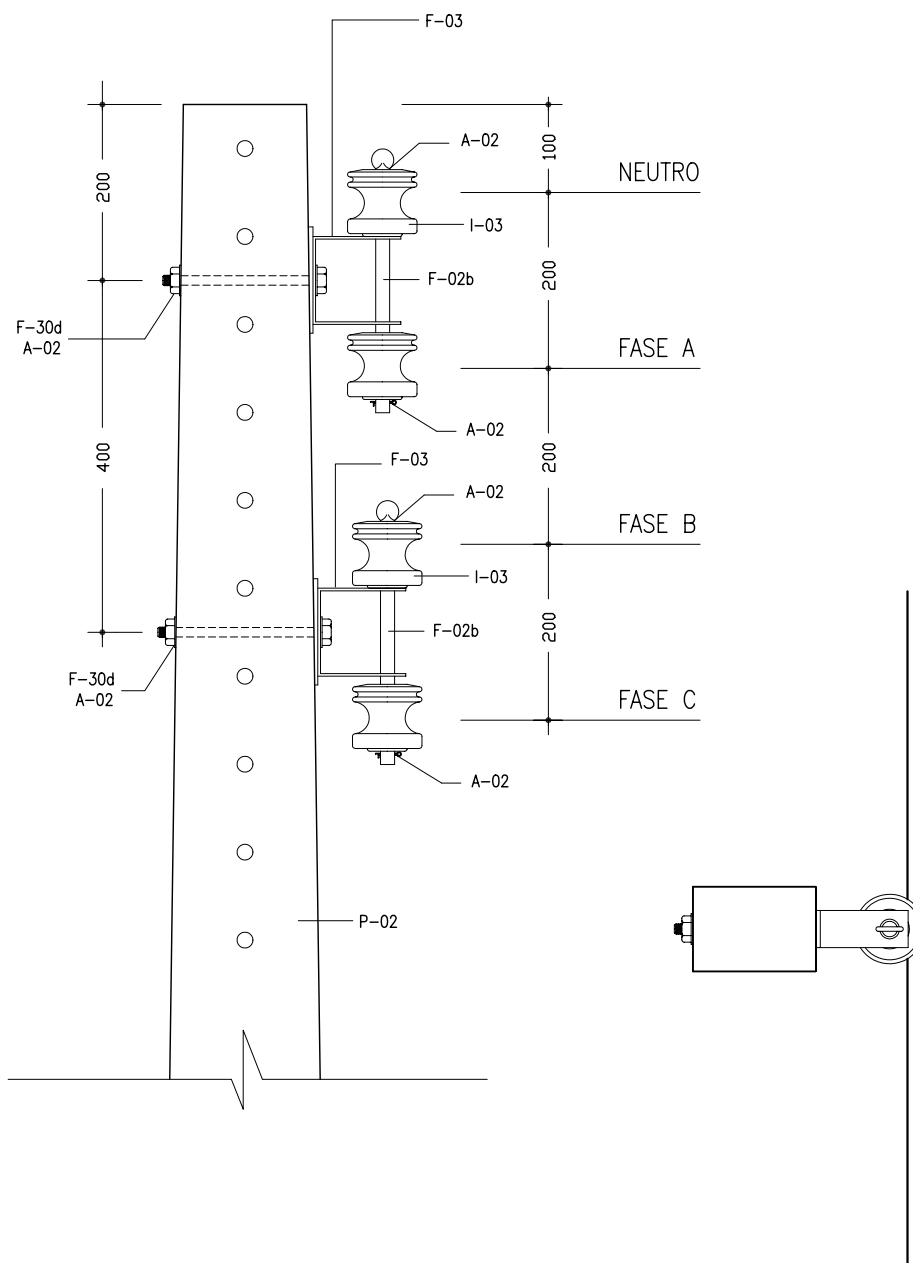 F-03
A-02
100
NEUTRO
200
I-03
F-02b
200
F-30d
A-02
FASE A
A-02
400
F-03
200
A-02
FASE B
I-03
F-02b
200
F-30d
A-02
FASE C
A-02
P-02